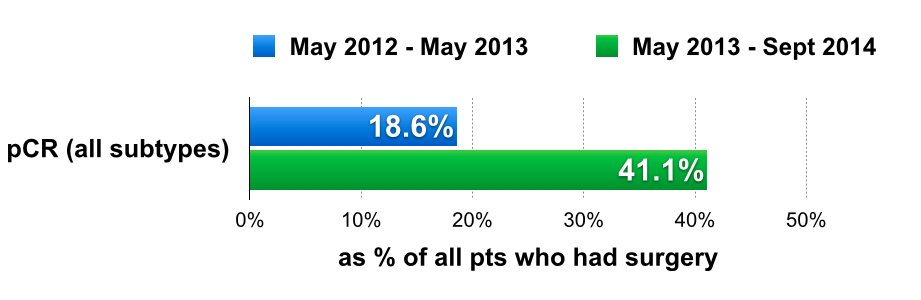 May 2012 - May 2013
May 2013 - Sept 2014
pCR (all subtypes)
18.6%
41.1%
0% 10% 20% 30% 40% 50%
as % of all pts who had surgery